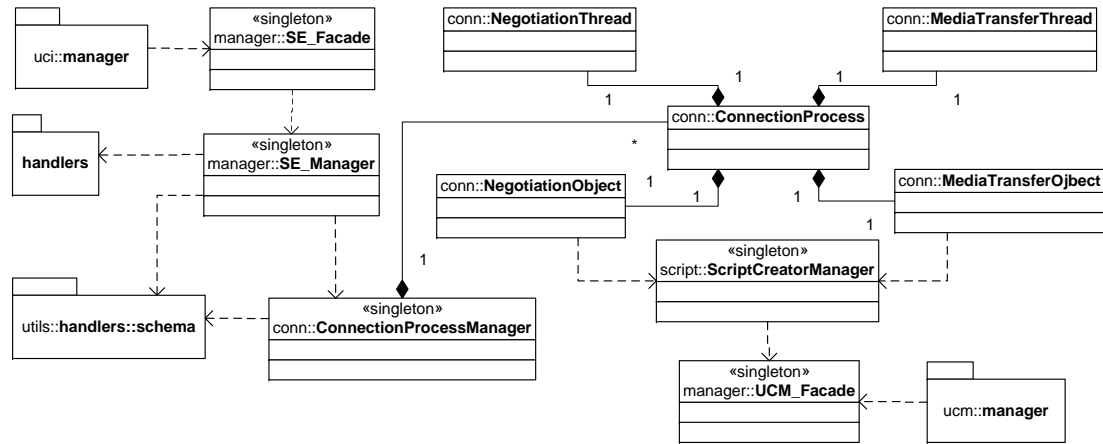 «singleton»
manager::SE_Facade
uci::manager
conn::NegotiationThread
conn::MediaTransferThread
1
1
1
1
conn::ConnectionProcess
handlers
«singleton»
manager::SE_Manager
*
conn::NegotiationObject
1
1
1
1
conn::MediaTransferOjbect
«singleton»
script::ScriptCreatorManager
1
utils::handlers::schema
«singleton»
conn::ConnectionProcessManager
«singleton»
manager::UCM_Facade
ucm::manager